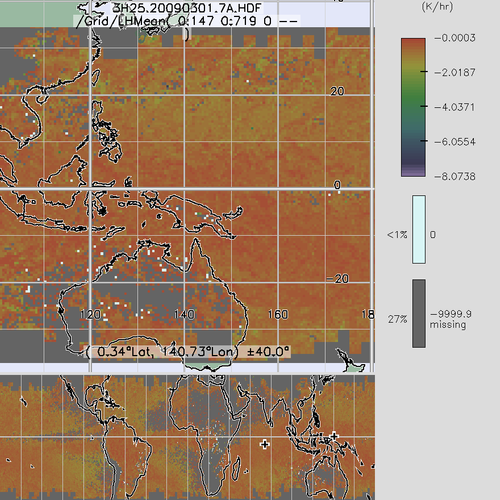 3H25.20090301.7A.HDF
/Grid/LHMean( 0:147 0:719 0 --
)
(K/hr)
-0.0003
-2.0187
-4.0371
-6.0554
-8.0738
20
0
<1% 0
-20
27% -9999.9
missing
120 140 160 18
( 0.34°Lat, 140.73°Lon) ±40.0°